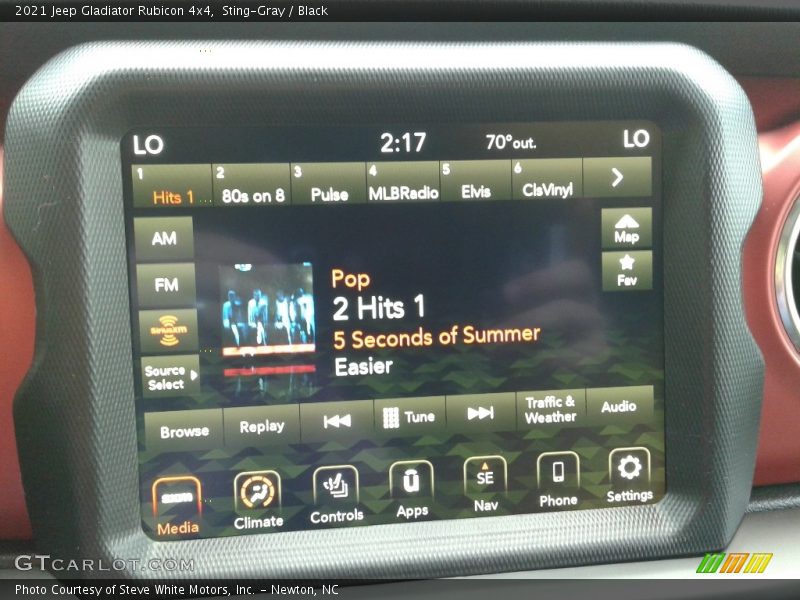 2021 Jeep Gladiator Rubicon 4x4,  Sting-Gray / Black
LO
2:17
70°out.
LO
1 Hits 1
2 80s on 8
3 Pulse
4 MLBRadio
5 Elvis
6 ClsVinyl
AM
FM
SiriusXM
Source Select
Map
Fav
Pop
2 Hits 1
5 Seconds of Summer
Easier
Browse
Replay
Tune
Traffic & Weather
Audio
SXM
Media
Climate
Controls
Apps
SE
Nav
Phone
Settings
GTCARLOT.COM
Photo Courtesy of Steve White Motors, Inc. - Newton, NC